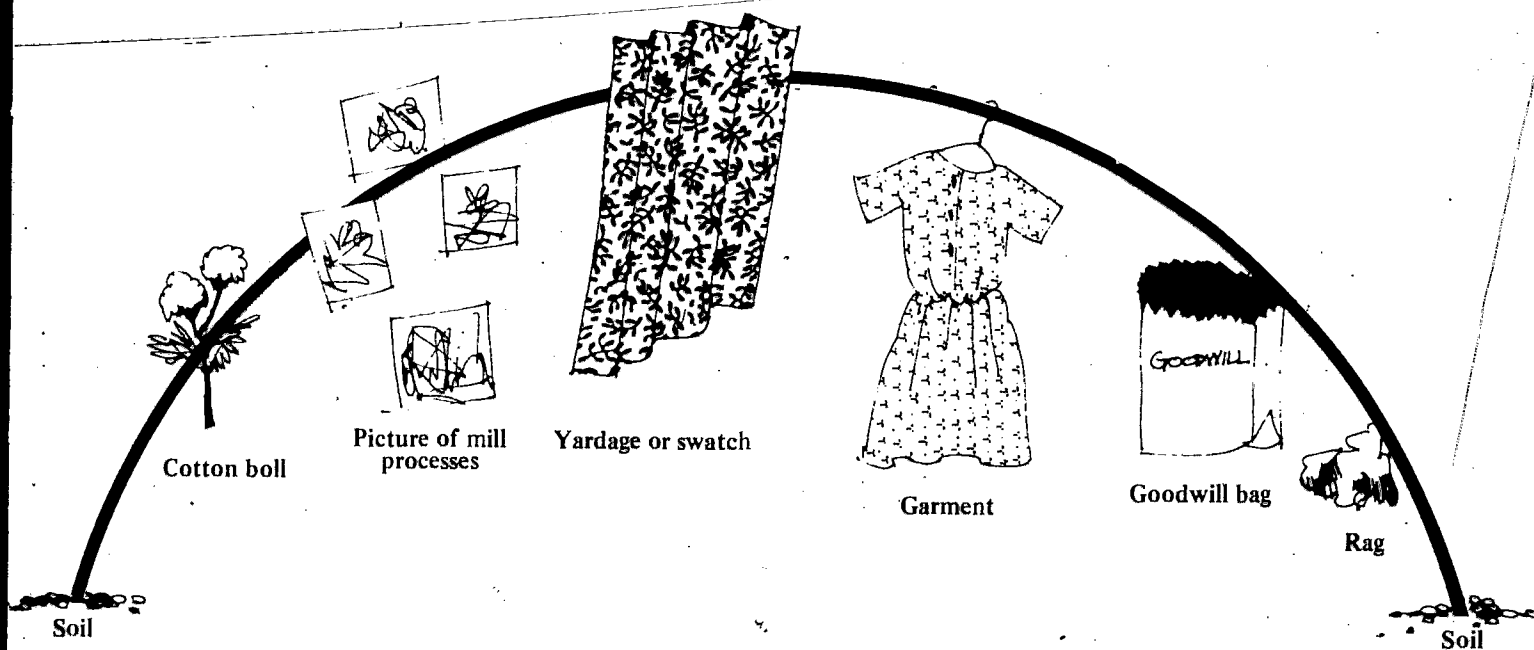 GOODWILL
Cotton boll
Picture of mill
processes
Yardage or swatch
Garment
Goodwill bag
Rag
Soil
Soil